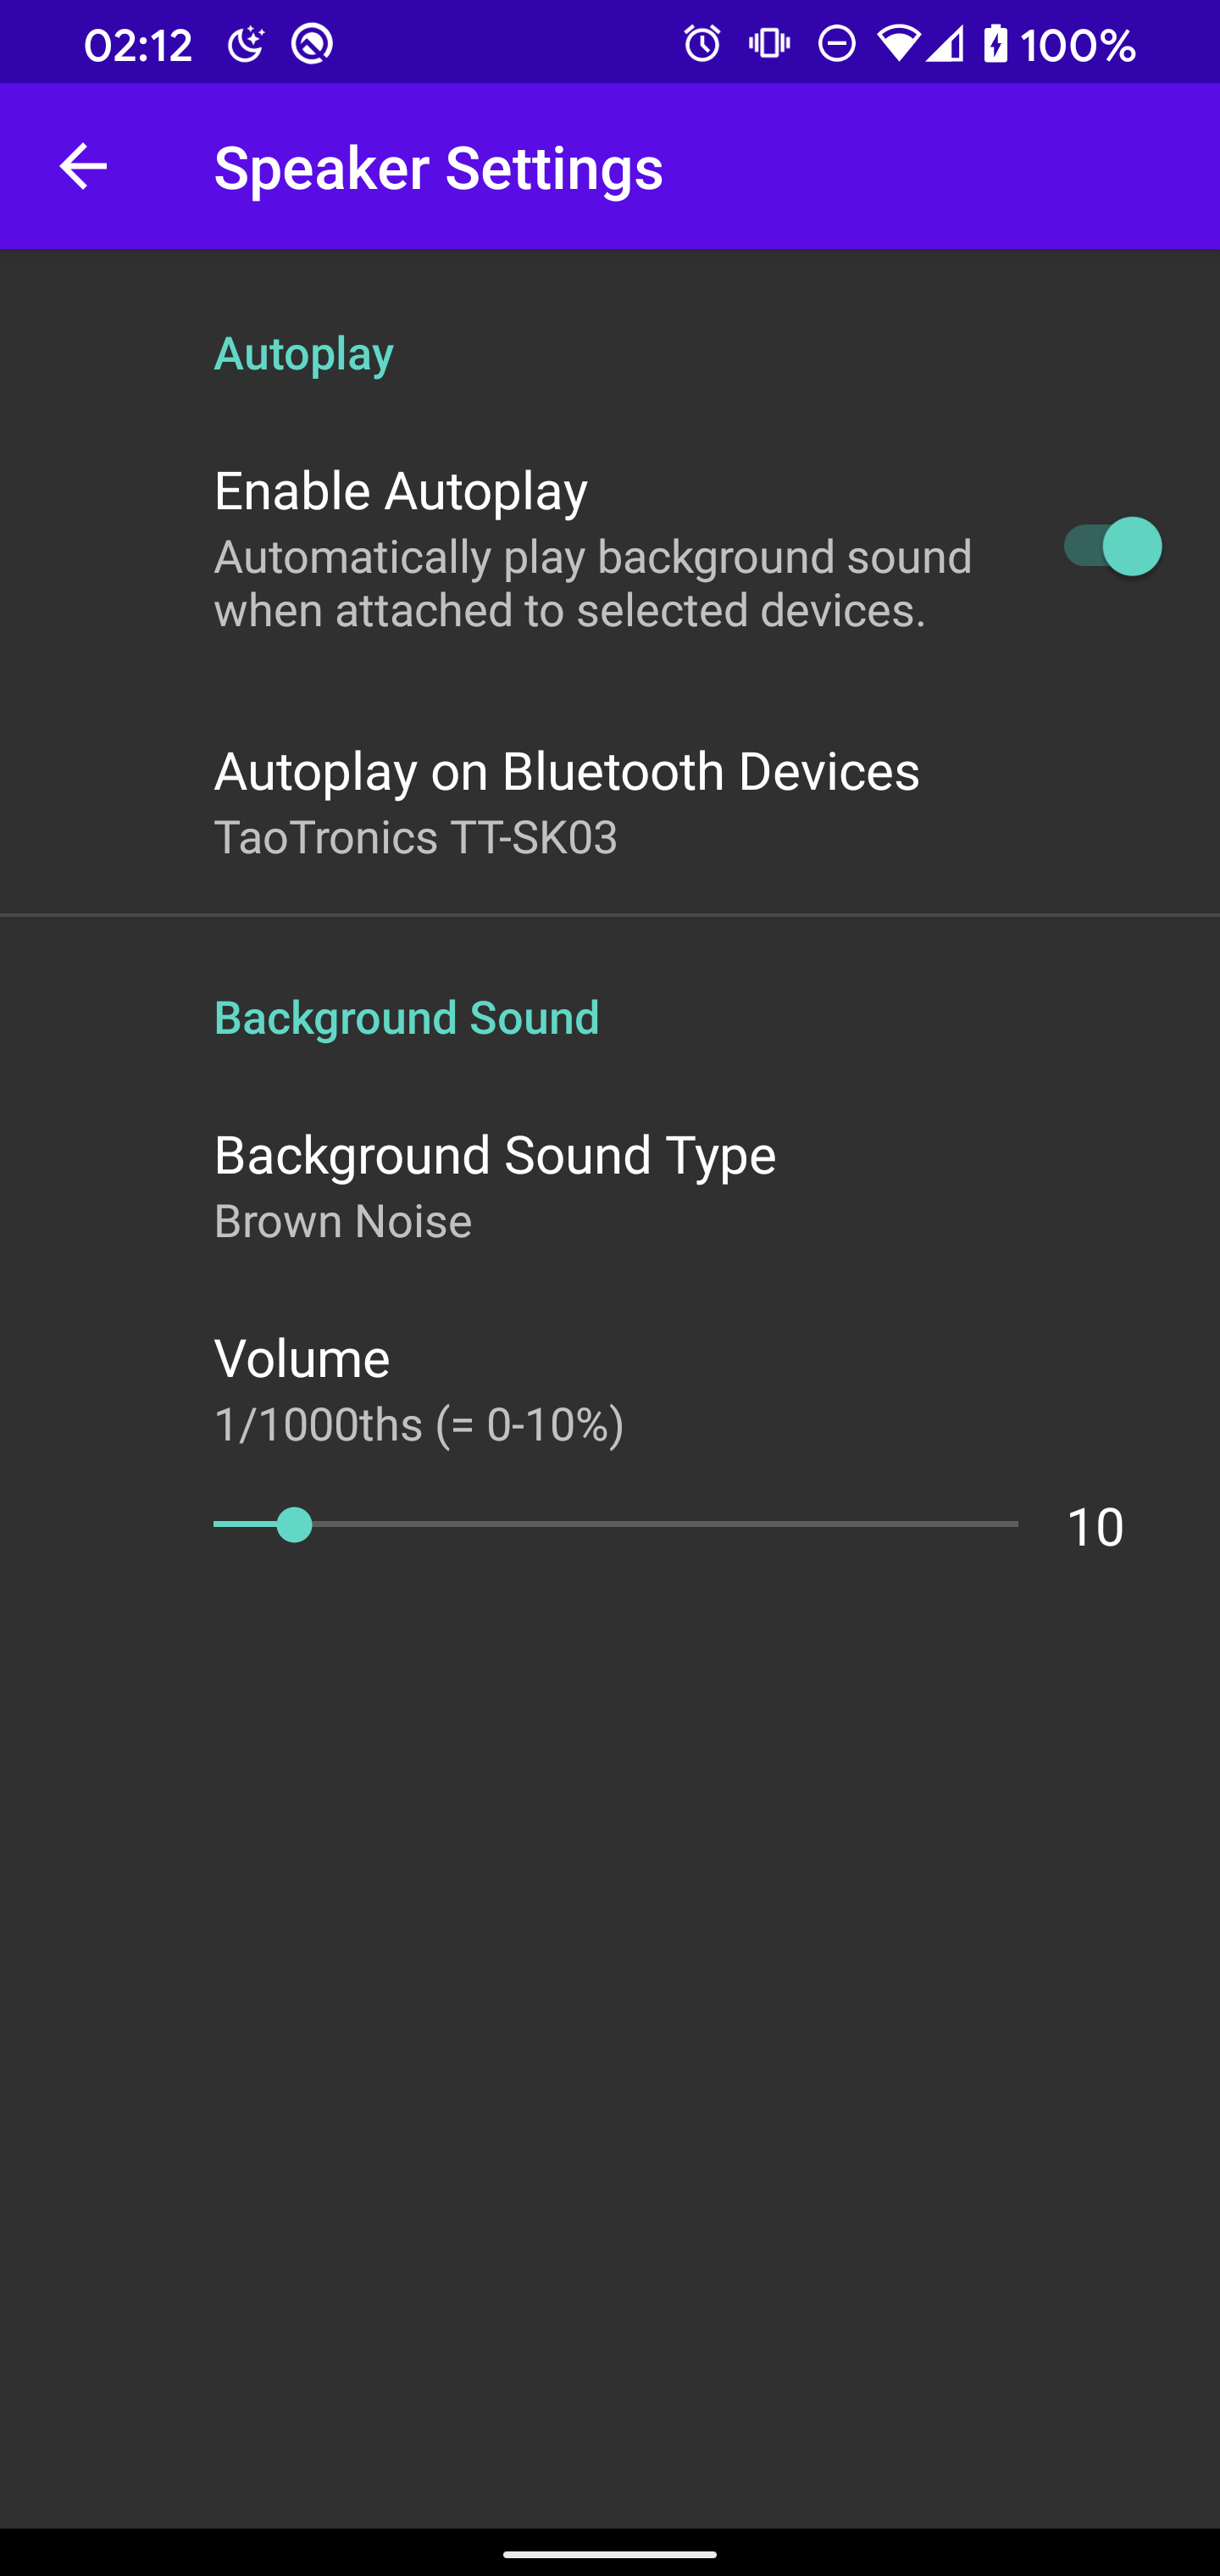 02:12 100%
Speaker Settings
Autoplay
Enable Autoplay
Automatically play background sound
when attached to selected devices.
Autoplay on Bluetooth Devices
TaoTronics TT-SK03
Background Sound
Background Sound Type
Brown Noise
Volume
1/1000ths (= 0-10%)
10